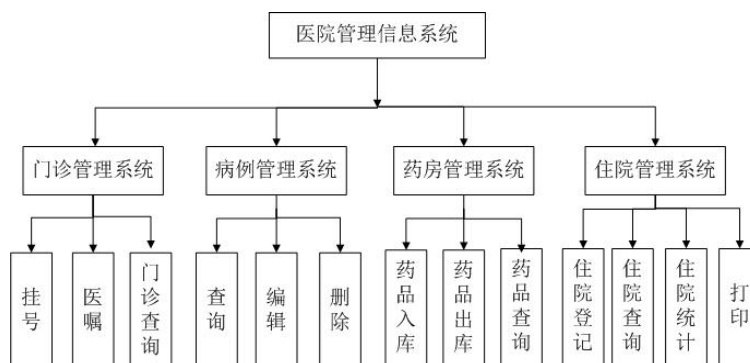 医院管理信息系统
门诊管理系统
病例管理系统
药房管理系统
住院管理系统
挂号
医嘱
门诊查询
查询
编辑
删除
药品入库
药品出库
药品查询
住院登记
住院查询
住院统计
打印